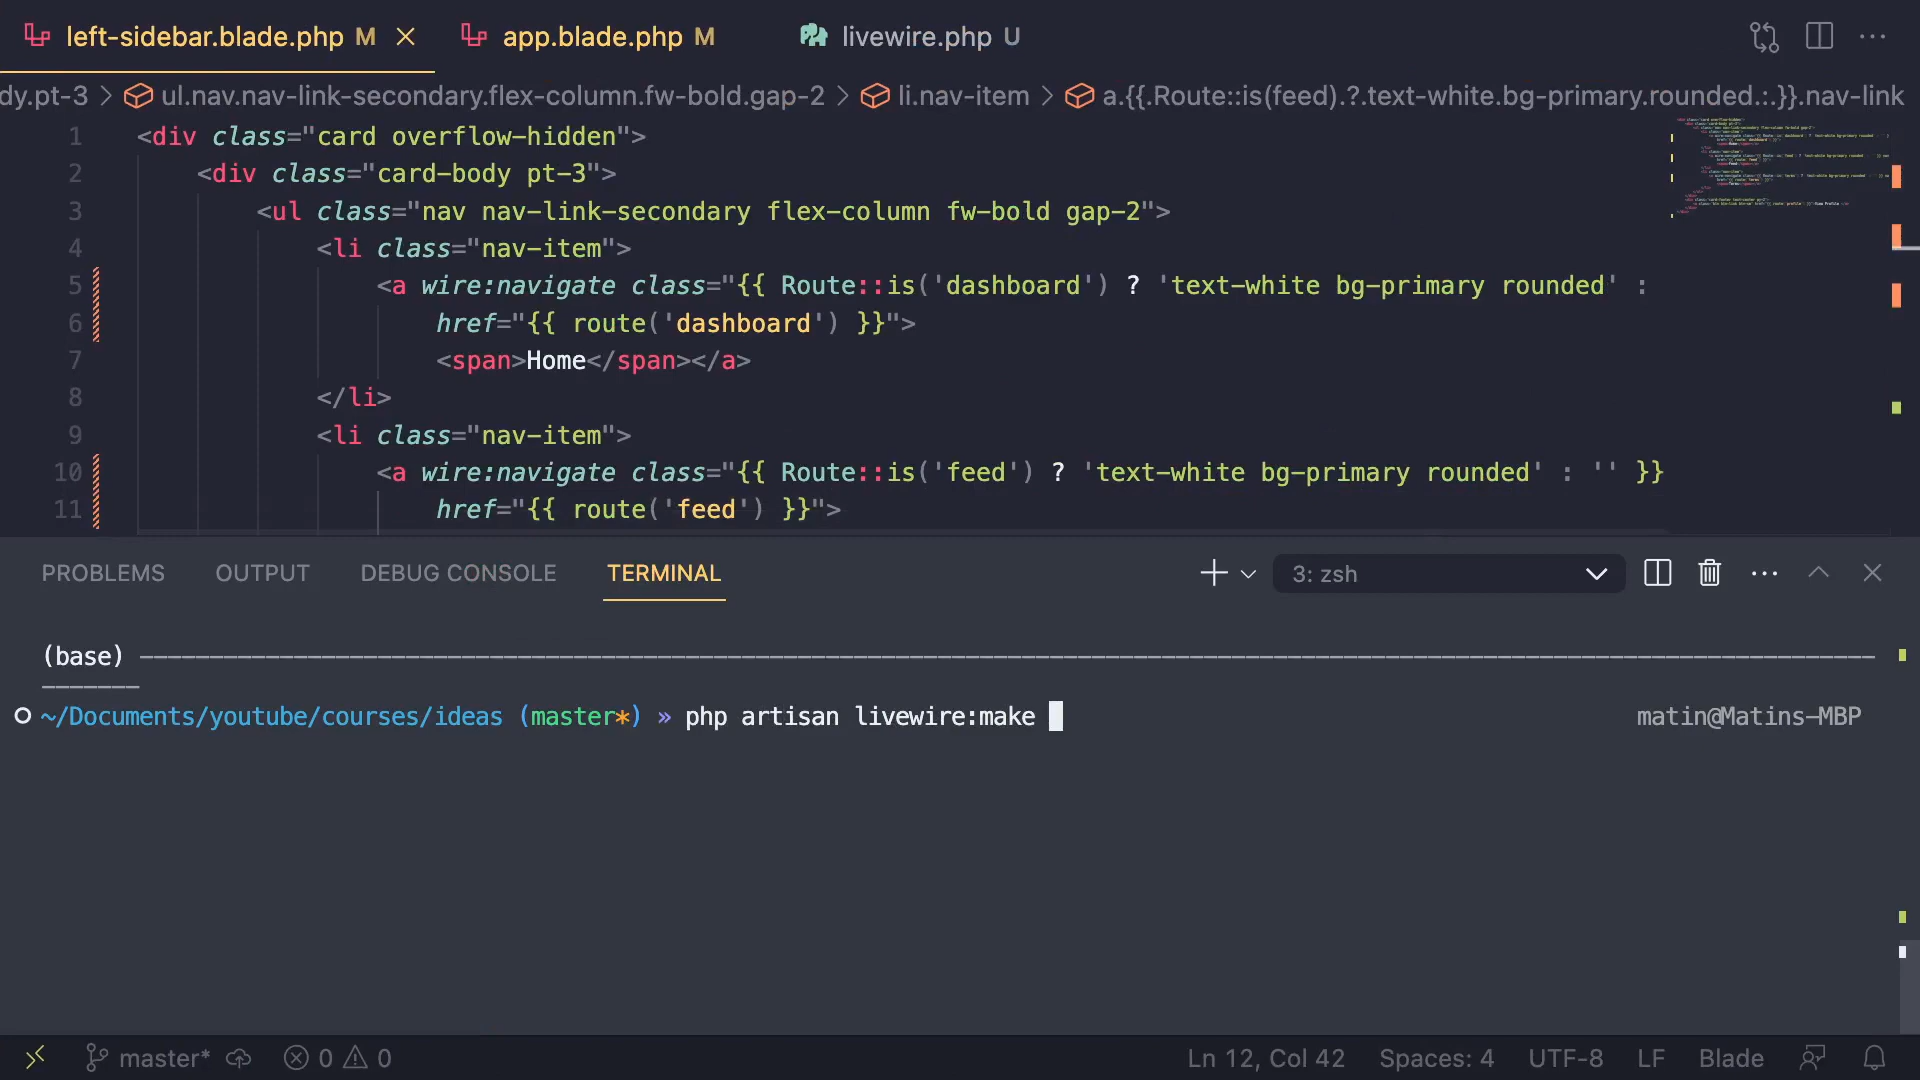 left-sidebar.blade.php M
app.blade.php M
livewire.php U
dy.pt-3 > ul.nav.nav-link-secondary.flex-column.fw-bold.gap-2 > li.nav-item > a.{{.Route::is(feed).?.text-white.bg-primary.rounded.:.}}.nav-link
1 <div class="card overflow-hidden">
2 <div class="card-body pt-3">
3 <ul class="nav nav-link-secondary flex-column fw-bold gap-2">
4 <li class="nav-item">
5 <a wire:navigate class="{{ Route::is('dashboard') ? 'text-white bg-primary rounded' :
6 href="{{ route('dashboard') }}">
7 <span>Home</span></a>
8 </li>
9 <li class="nav-item">
10 <a wire:navigate class="{{ Route::is('feed') ? 'text-white bg-primary rounded' : '' }}
11 href="{{ route('feed') }}">
PROBLEMS OUTPUT DEBUG CONSOLE TERMINAL
3: zsh
(base)
~/Documents/youtube/courses/ideas (master*) » php artisan livewire:make
matin@Matins-MBP
master* 0 0
Ln 12, Col 42 Spaces: 4 UTF-8 LF Blade